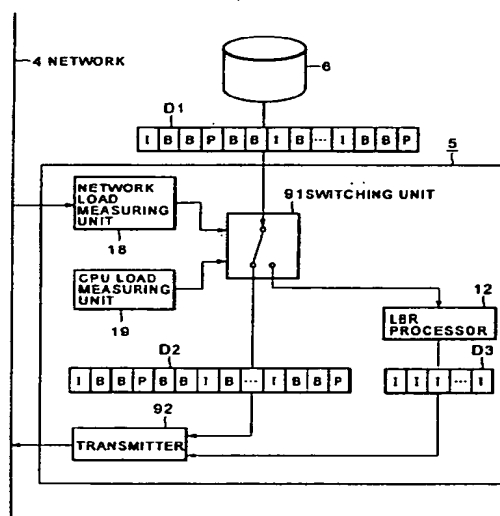 4 NETWORK
6
D1
I B B P B B I B ... I B B P
5
NETWORK
LOAD
MEASURING
UNIT
18
91 SWITCHING UNIT
CPU LOAD
MEASURING
UNIT
19
12
LBR
PROCESSOR
D2
D3
I B B P B B I B ... I B B P
I I I ... I
92
TRANSMITTER